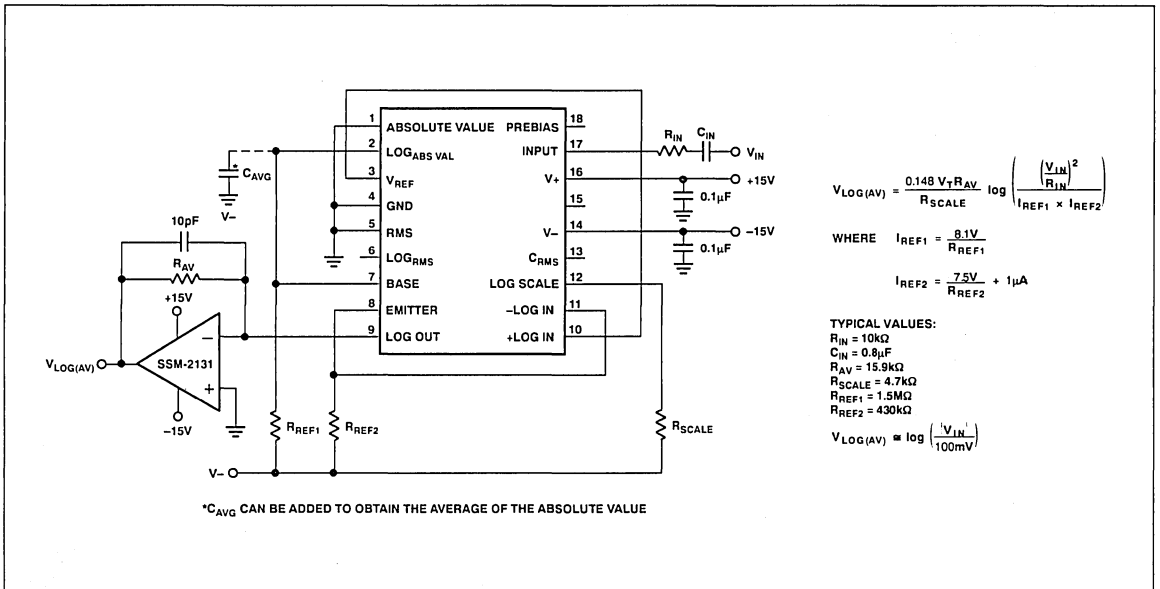 1 ABSOLUTE VALUE
2 LOG_ABS VAL
3 V_REF
4 GND
5 RMS
6 LOG_RMS
7 BASE
8 EMITTER
9 LOG OUT
PREBIAS 18
INPUT 17
V+ 16
15
V– 14
C_RMS 13
LOG SCALE 12
–LOG IN 11
+LOG IN 10
* C_AVG
V–
10pF
R_AV
+15V
–
SSM-2131
+
–15V
V_LOG(AV)
R_REF1
R_REF2
R_SCALE
V–
R_IN
C_IN
V_IN
+15V
0.1µF
–15V
0.1µF
*C_AVG CAN BE ADDED TO OBTAIN THE AVERAGE OF THE ABSOLUTE VALUE
V_LOG(AV) = 0.148 V_T R_AV / R_SCALE log ( (V_IN / R_IN)^2 / I_REF1 × I_REF2 )
WHERE I_REF1 = 8.1V / R_REF1
I_REF2 = 7.5V / R_REF2 + 1µA
TYPICAL VALUES:
R_IN = 10kΩ
C_IN = 0.8µF
R_AV = 15.9kΩ
R_SCALE = 4.7kΩ
R_REF1 = 1.5MΩ
R_REF2 = 430kΩ
V_LOG(AV) ≅ log ( |V_IN| / 100mV )